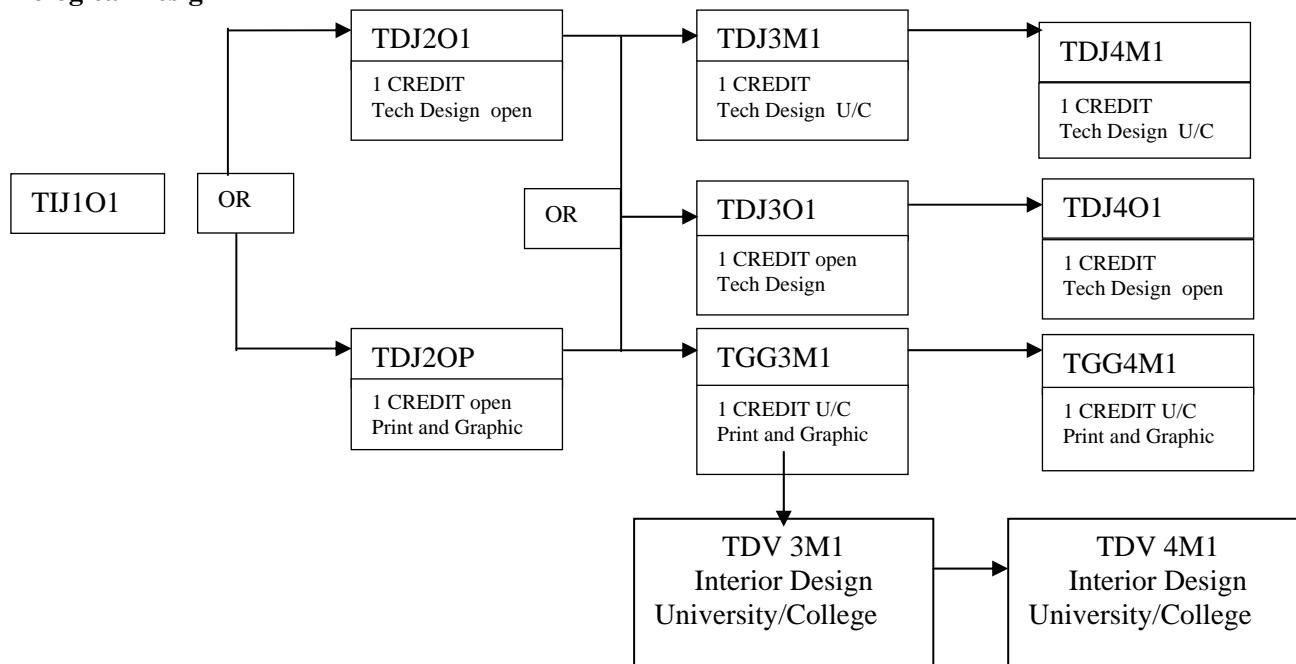 TDJ2O1
1 CREDIT
Tech Design open
TDJ3M1
1 CREDIT
Tech Design U/C
TDJ4M1
1 CREDIT
Tech Design U/C
TIJ1O1
OR
OR
TDJ3O1
1 CREDIT open
Tech Design
TDJ4O1
1 CREDIT
Tech Design open
TDJ2OP
1 CREDIT open
Print and Graphic
TGG3M1
1 CREDIT U/C
Print and Graphic
TGG4M1
1 CREDIT U/C
Print and Graphic
TDV 3M1
Interior Design
University/College
TDV 4M1
Interior Design
University/College